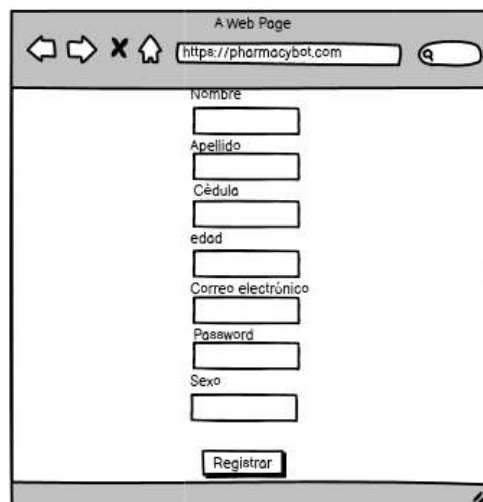 A Web Page
https://pharmacybot.com
Nombre
Apellido
Cèdula
edad
Correo electrónico
Password
Sexo
Registrar